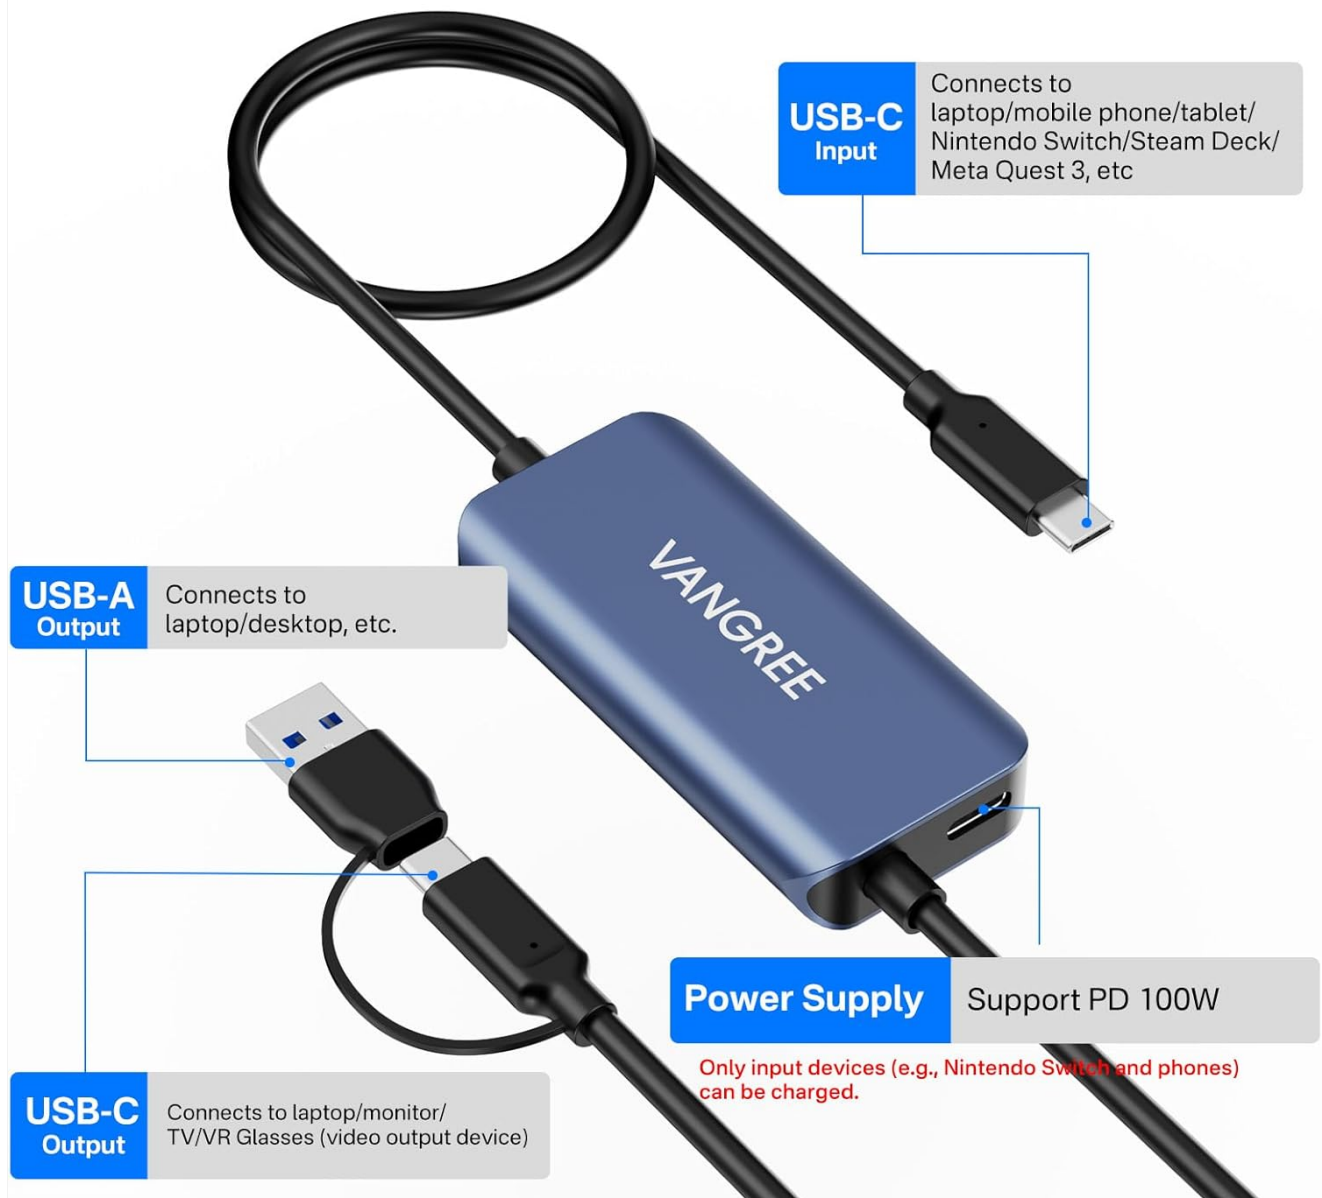 USB-C
Input
Connects to
laptop/mobile phone/tablet/
Nintendo Switch/Steam Deck/
Meta Quest 3, etc
VANGREE
USB-A
Output
Connects to
laptop/desktop, etc.
Power Supply
Support PD 100W
Only input devices (e.g., Nintendo Switch and phones)
can be charged.
USB-C
Output
Connects to laptop/monitor/
TV/VR Glasses (video output device)